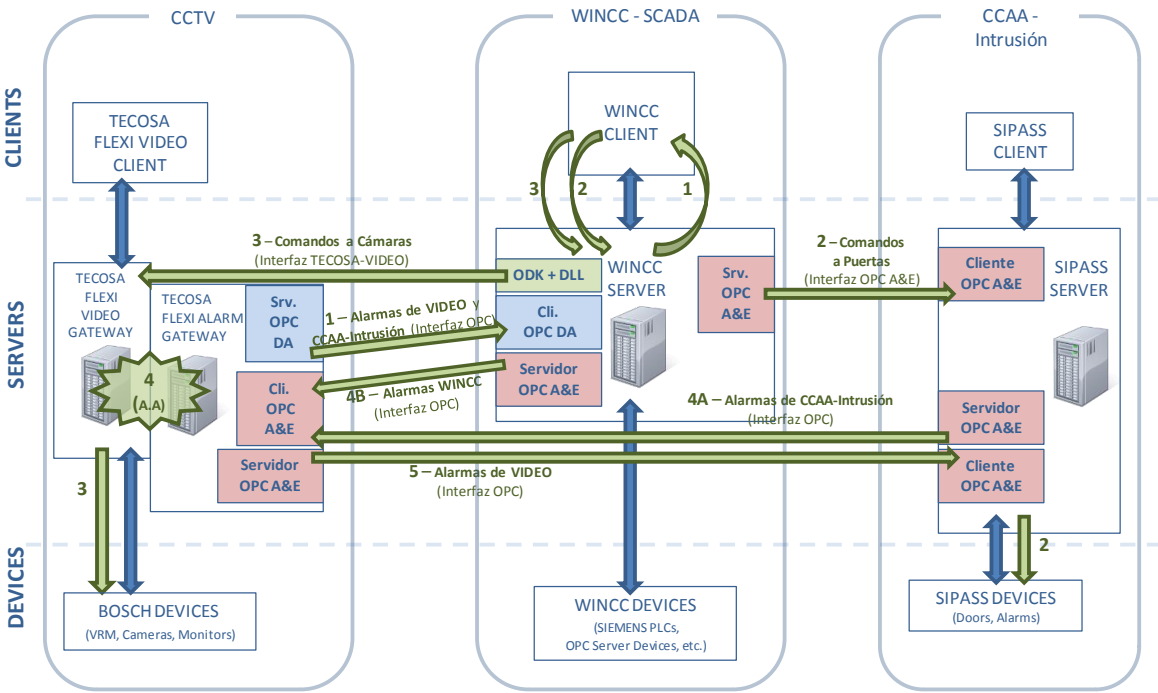 CCTV
WINCC - SCADA
CCAA -
Intrusión
CLIENTS
TECOSA
FLEXI VIDEO
CLIENT
WINCC
CLIENT
SIPASS
CLIENT
3
2
1
SERVERS
3 – Comandos a Cámaras
(Interfaz TECOSA-VIDEO)
2 – Comandos
a Puertas
(Interfaz OPC A&E)
TECOSA
FLEXI
VIDEO
GATEWAY
TECOSA
FLEXI ALARM
GATEWAY
Srv.
OPC
DA
ODK + DLL
WINCC
SERVER
Cli.
OPC DA
Servidor
OPC A&E
Srv.
OPC
A&E
Cliente
OPC A&E
SIPASS
SERVER
1 – Alarmas de VIDEO y
CCAA-Intrusión (Interfaz OPC)
4
(A.A)
Cli.
OPC
A&E
4B – Alarmas WINCC
(Interfaz OPC)
4A – Alarmas de CCAA-Intrusión
(Interfaz OPC)
Servidor
OPC A&E
Servidor
OPC A&E
5 – Alarmas de VIDEO
(Interfaz OPC)
Cliente
OPC A&E
3
2
DEVICES
BOSCH DEVICES
(VRM, Cameras, Monitors)
WINCC DEVICES
(SIEMENS PLCs,
OPC Server Devices, etc.)
SIPASS DEVICES
(Doors, Alarms)